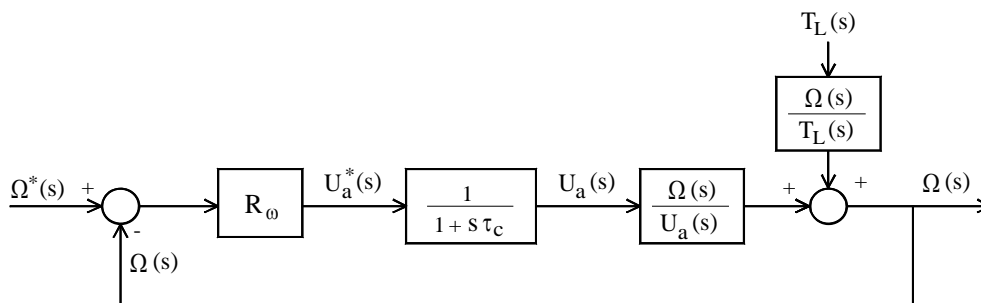 T_L(s)
Ω(s)
T_L(s)
Ω*(s)
+
-
Ω(s)
R_ω
U_a*(s)
1
1 + s τ_c
U_a(s)
Ω(s)
U_a(s)
+
+
Ω(s)